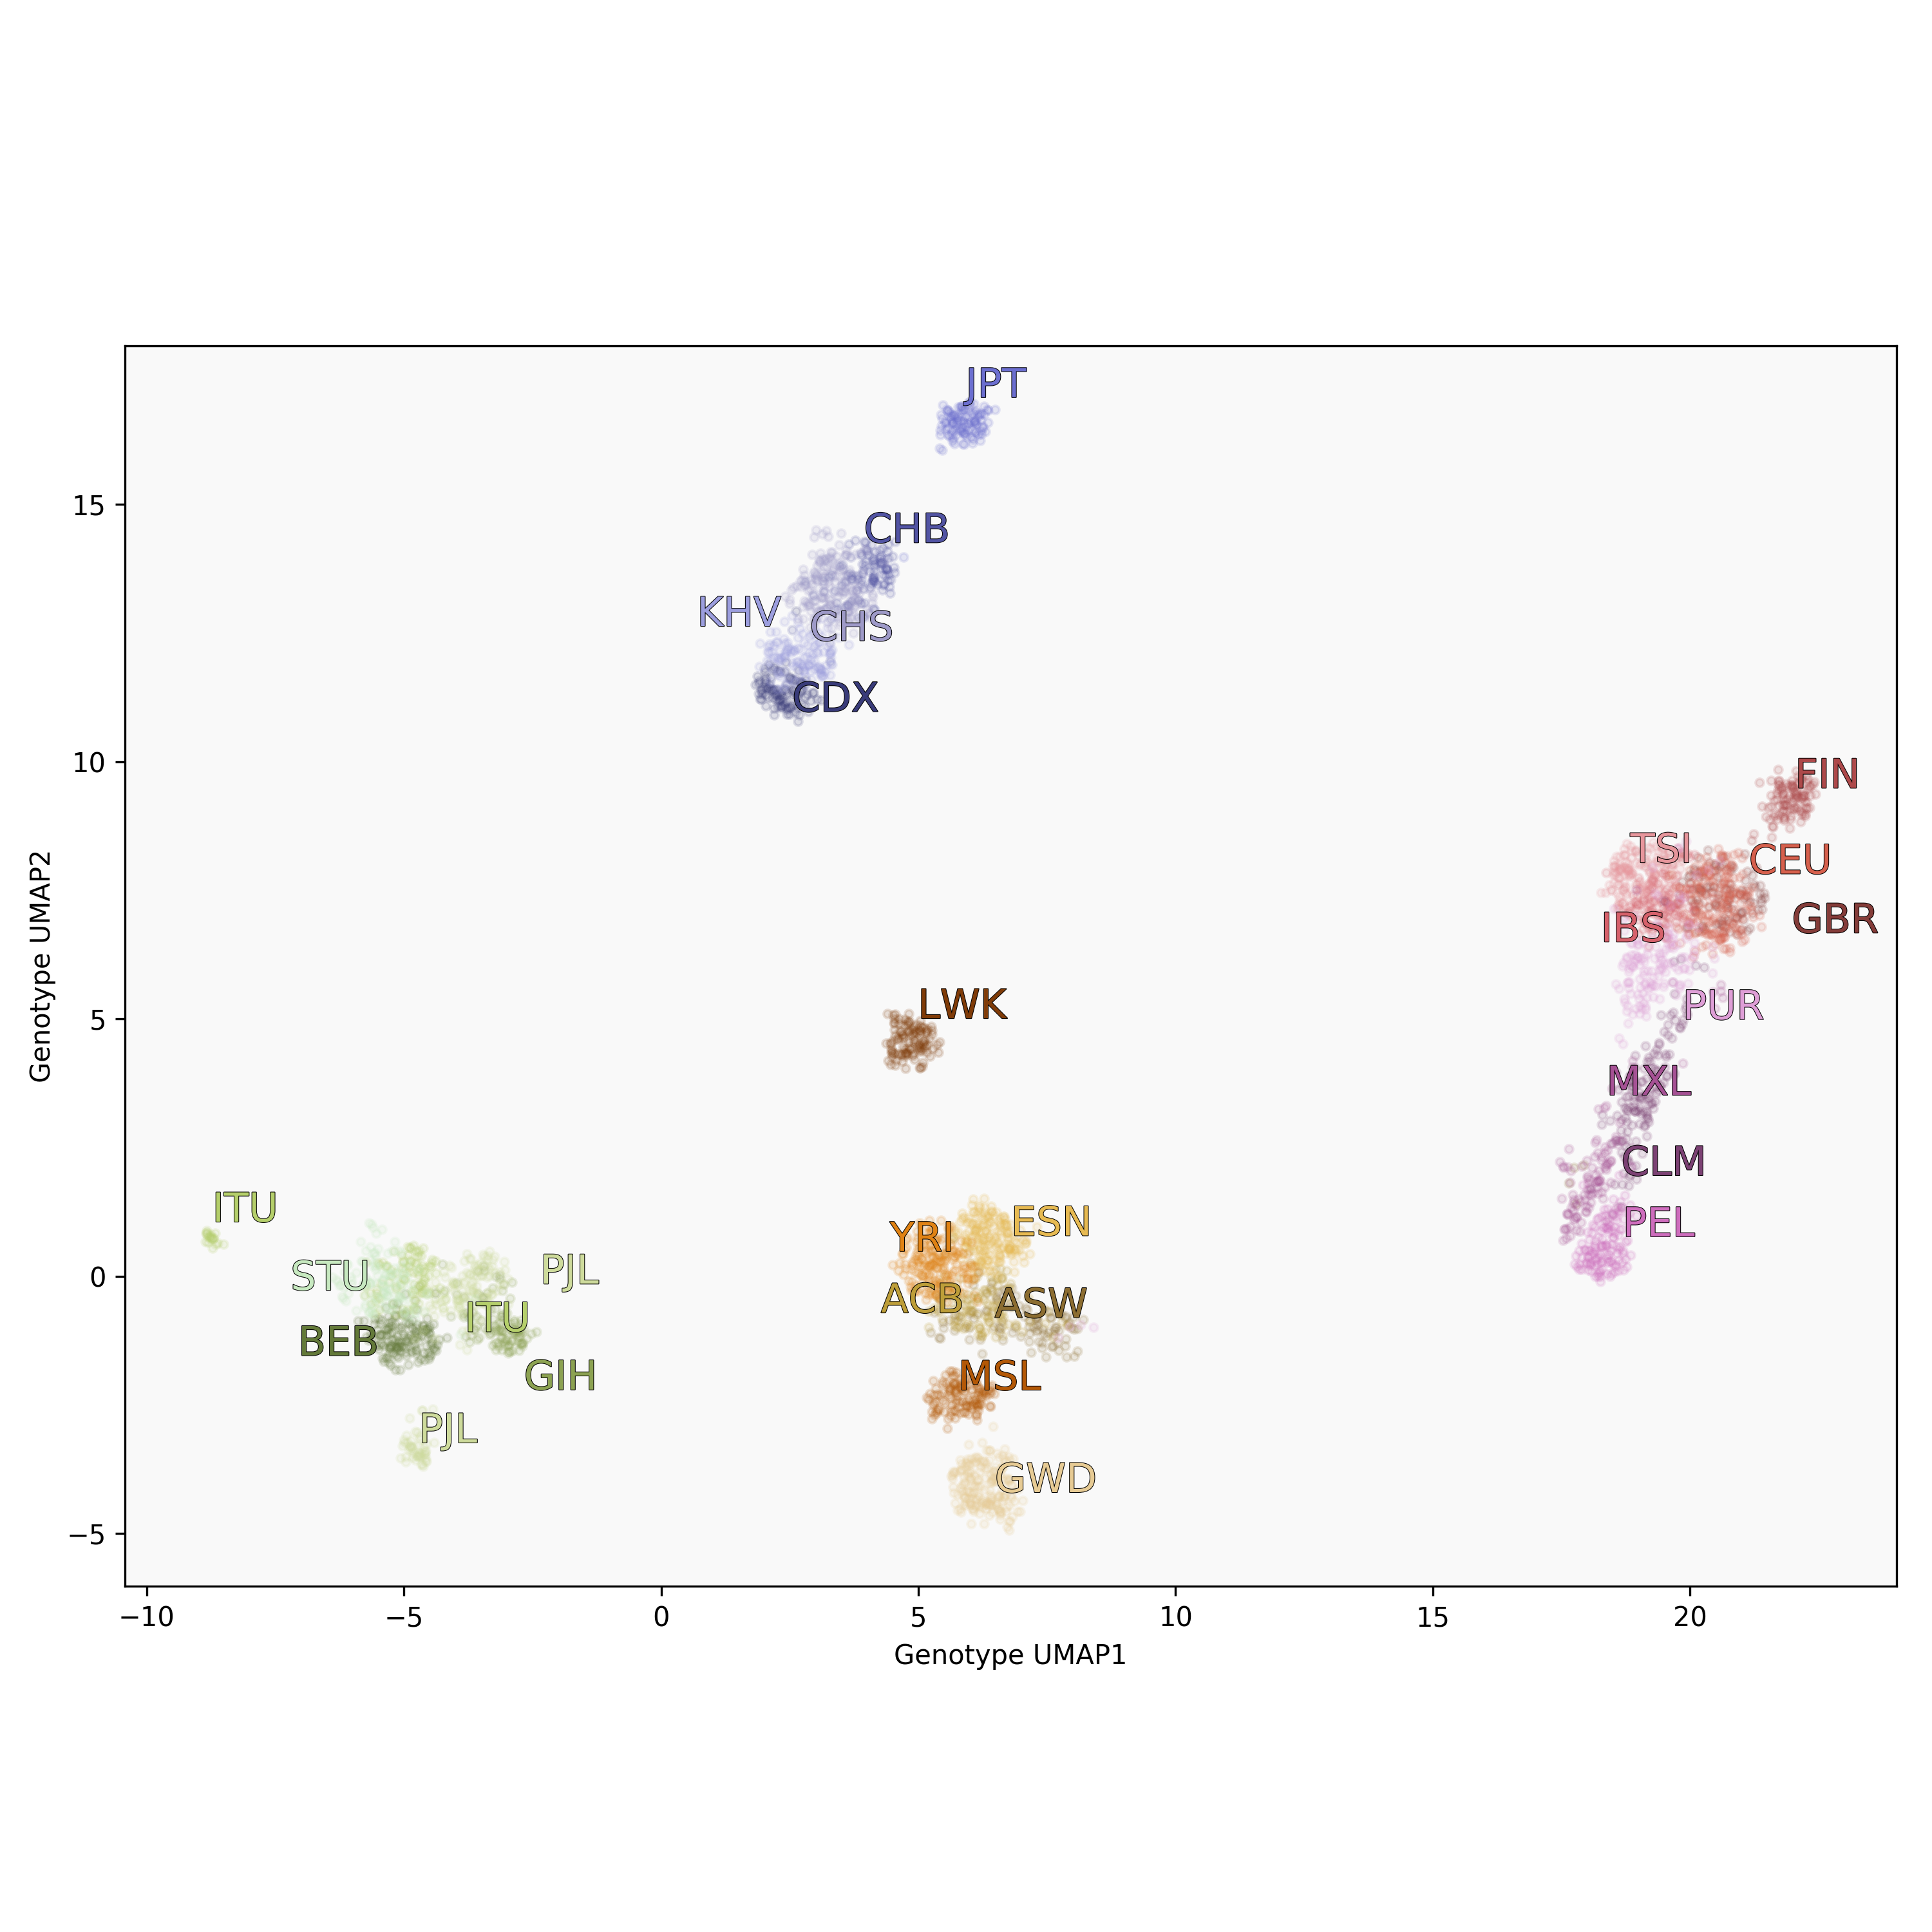 JPT
15
CHB
KHV
CHS
CDX
10
FIN
TSI
CEU
IBS
GBR
5
LWK
PUR
MXL
CLM
ITU
YRI
ESN
PEL
0
STU
PJL
ACB
ASW
BEB
ITU
GIH
MSL
PJL
GWD
−5
−10
−5
0
5
10
15
20
Genotype UMAP1
Genotype UMAP2